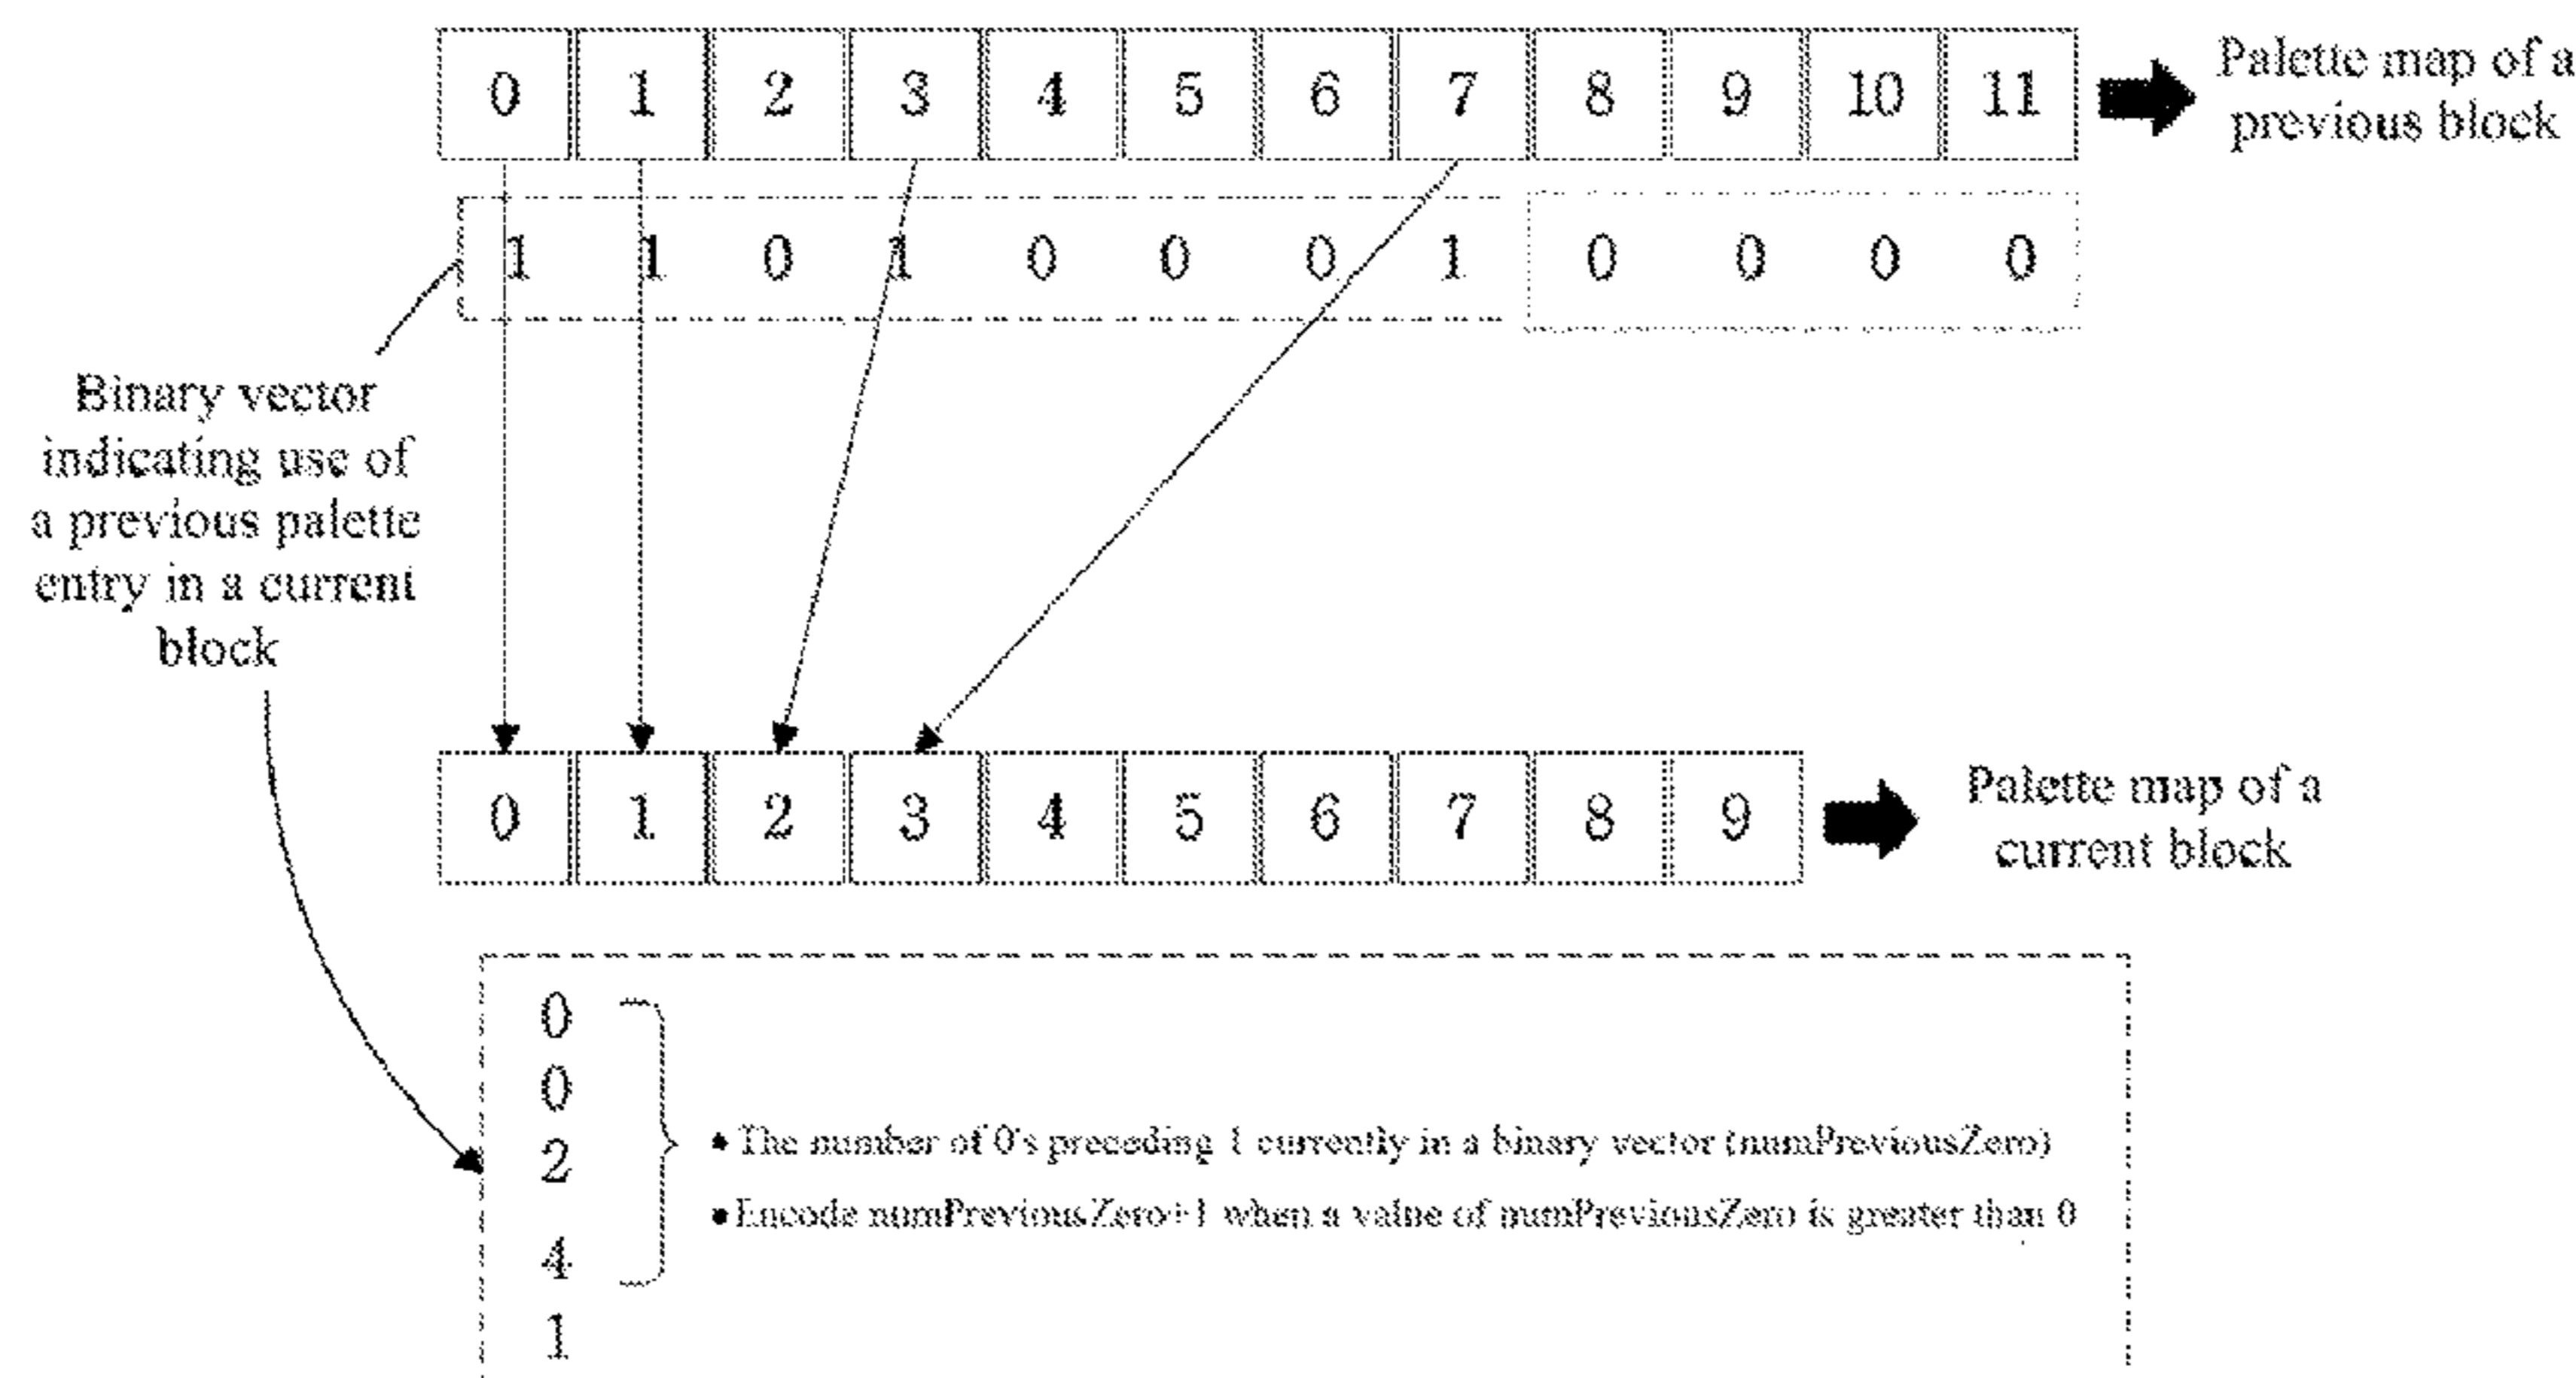 0 1 2 3 4 5 6 7 8 9 10 11
Palette map of a
previous block
1 1 0 1 0 0 0 1 0 0 0 0
Binary vector
indicating use of
a previous palette
entry in a current
block
0 1 2 3 4 5 6 7 8 9
Palette map of a
current block
0
0
2
4
1
• The number of 0's preceding 1 currently in a binary vector (numPreviousZero)
• Encode numPreviousZero+1 when a value of numPreviousZero is greater than 0